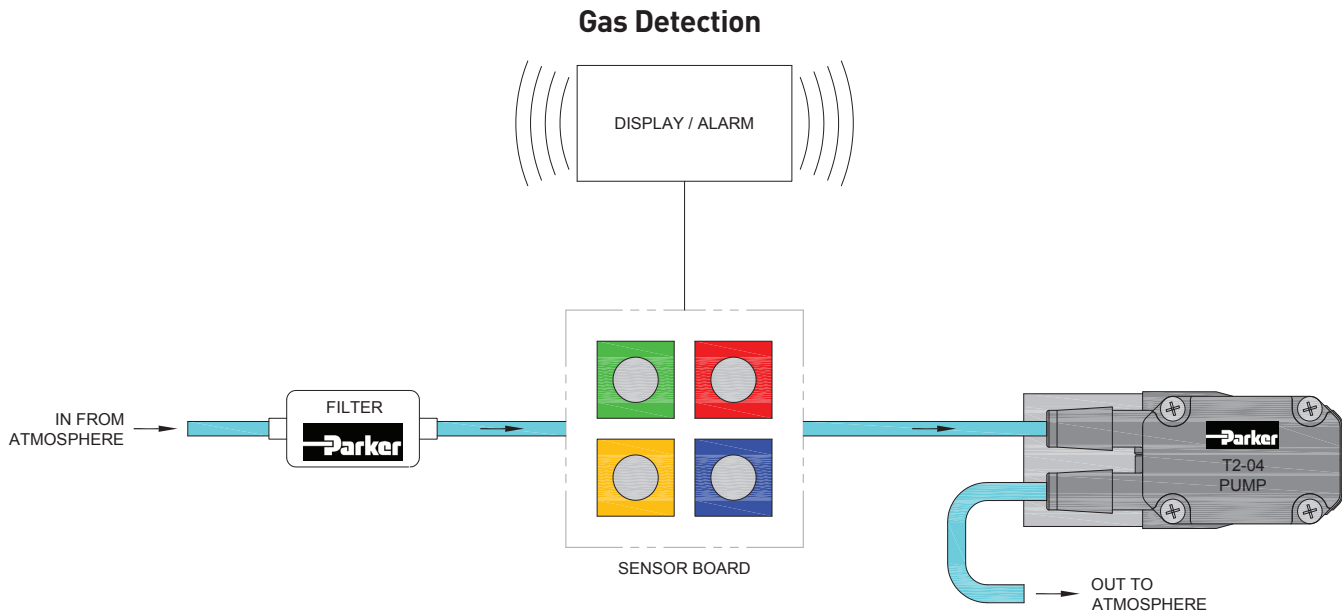 Gas Detection
DISPLAY / ALARM
IN FROM
ATMOSPHERE
FILTER
Parker
SENSOR BOARD
Parker
T2-04
PUMP
OUT TO
ATMOSPHERE